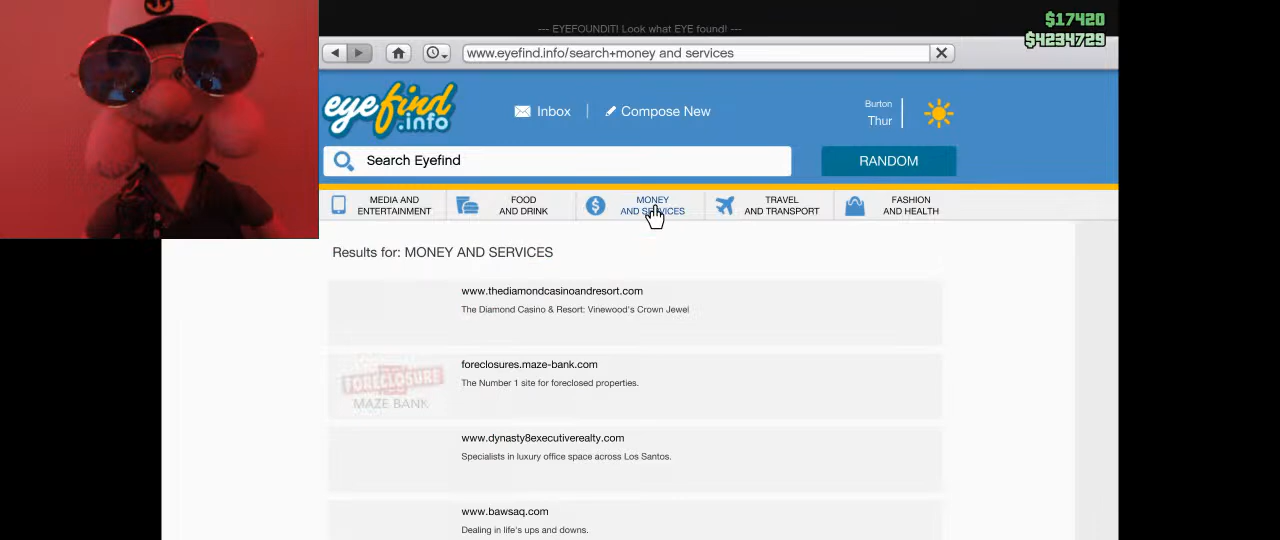 $17420
--- EYEFOUNDIT! Look what EYE found! ---
$4234729
www.eyefind.info/search+money and services
eyefind
.info
Inbox
Compose New
Burton
Thur
Search Eyefind
RANDOM
MEDIA AND
ENTERTAINMENT
FOOD
AND DRINK
MONEY
AND SERVICES
TRAVEL
AND TRANSPORT
FASHION
AND HEALTH
Results for: MONEY AND SERVICES
www.thediamondcasinoandresort.com
The Diamond Casino & Resort: Vinewood's Crown Jewel
foreclosures.maze-bank.com
The Number 1 site for foreclosed properties.
FORECLOSURE
MAZE BANK
www.dynasty8executiverealty.com
Specialists in luxury office space across Los Santos.
www.bawsaq.com
Dealing in life's ups and downs.